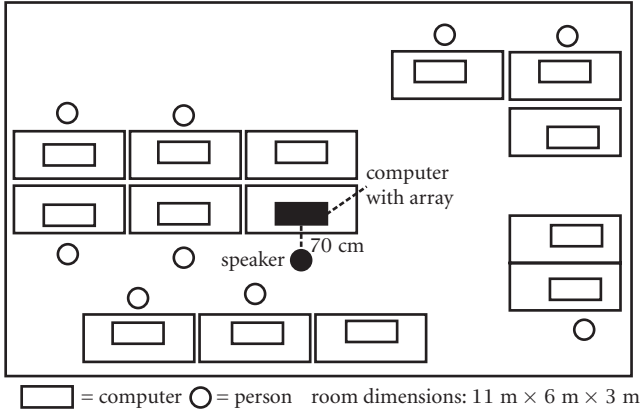 computer
with array
70 cm
speaker
= computer = person room dimensions: 11 m × 6 m × 3 m